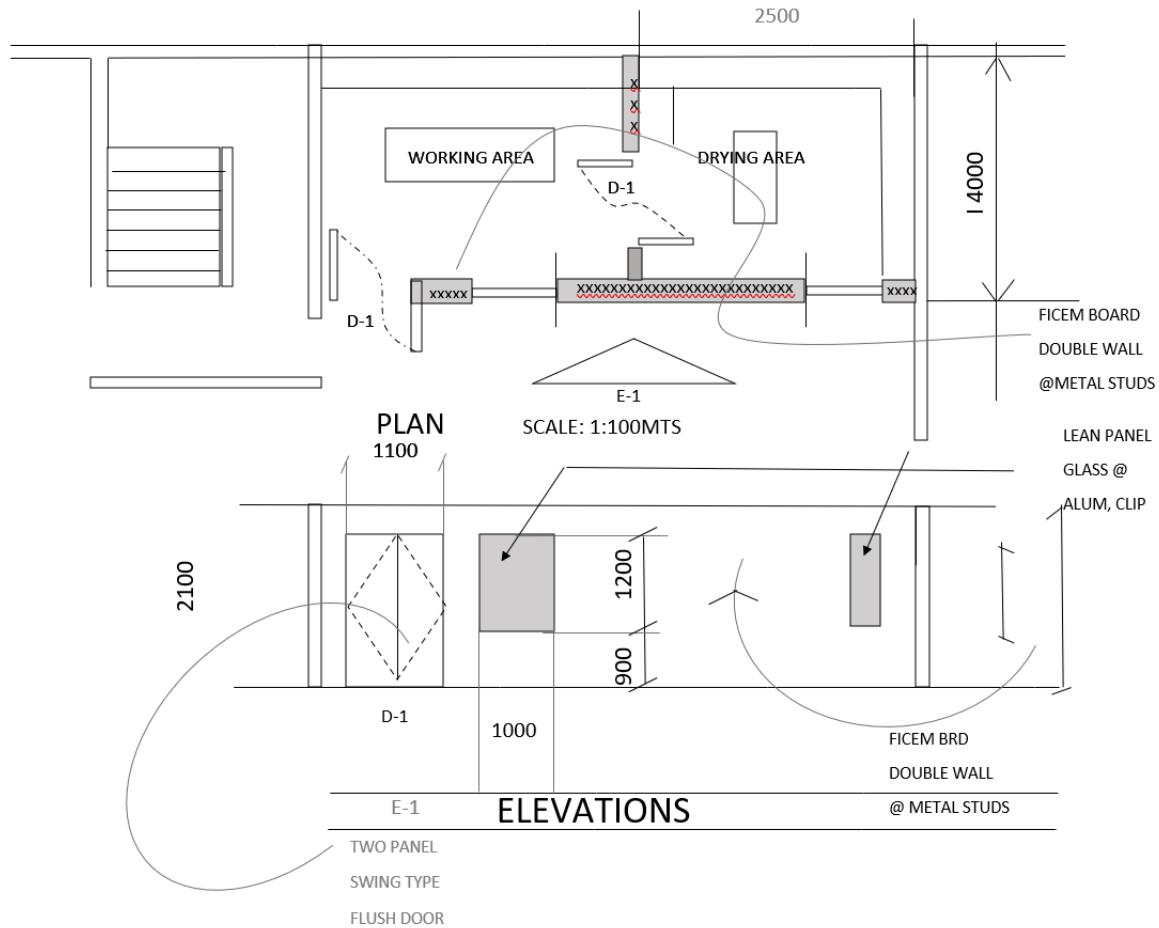 2500
X
X
X
WORKING AREA
DRYING AREA
D-1
I 4000
XXXXX
XXXXXXXXXXXXXXXXXXXXXXXXXX
XXXX
D-1
FICEM BOARD
DOUBLE WALL
@METAL STUDS
E-1
PLAN
SCALE: 1:100MTS
1100
LEAN PANEL
GLASS @
ALUM, CLIP
2100
1200
900
D-1
1000
FICEM BRD
DOUBLE WALL
@ METAL STUDS
E-1
ELEVATIONS
TWO PANEL
SWING TYPE
FLUSH DOOR